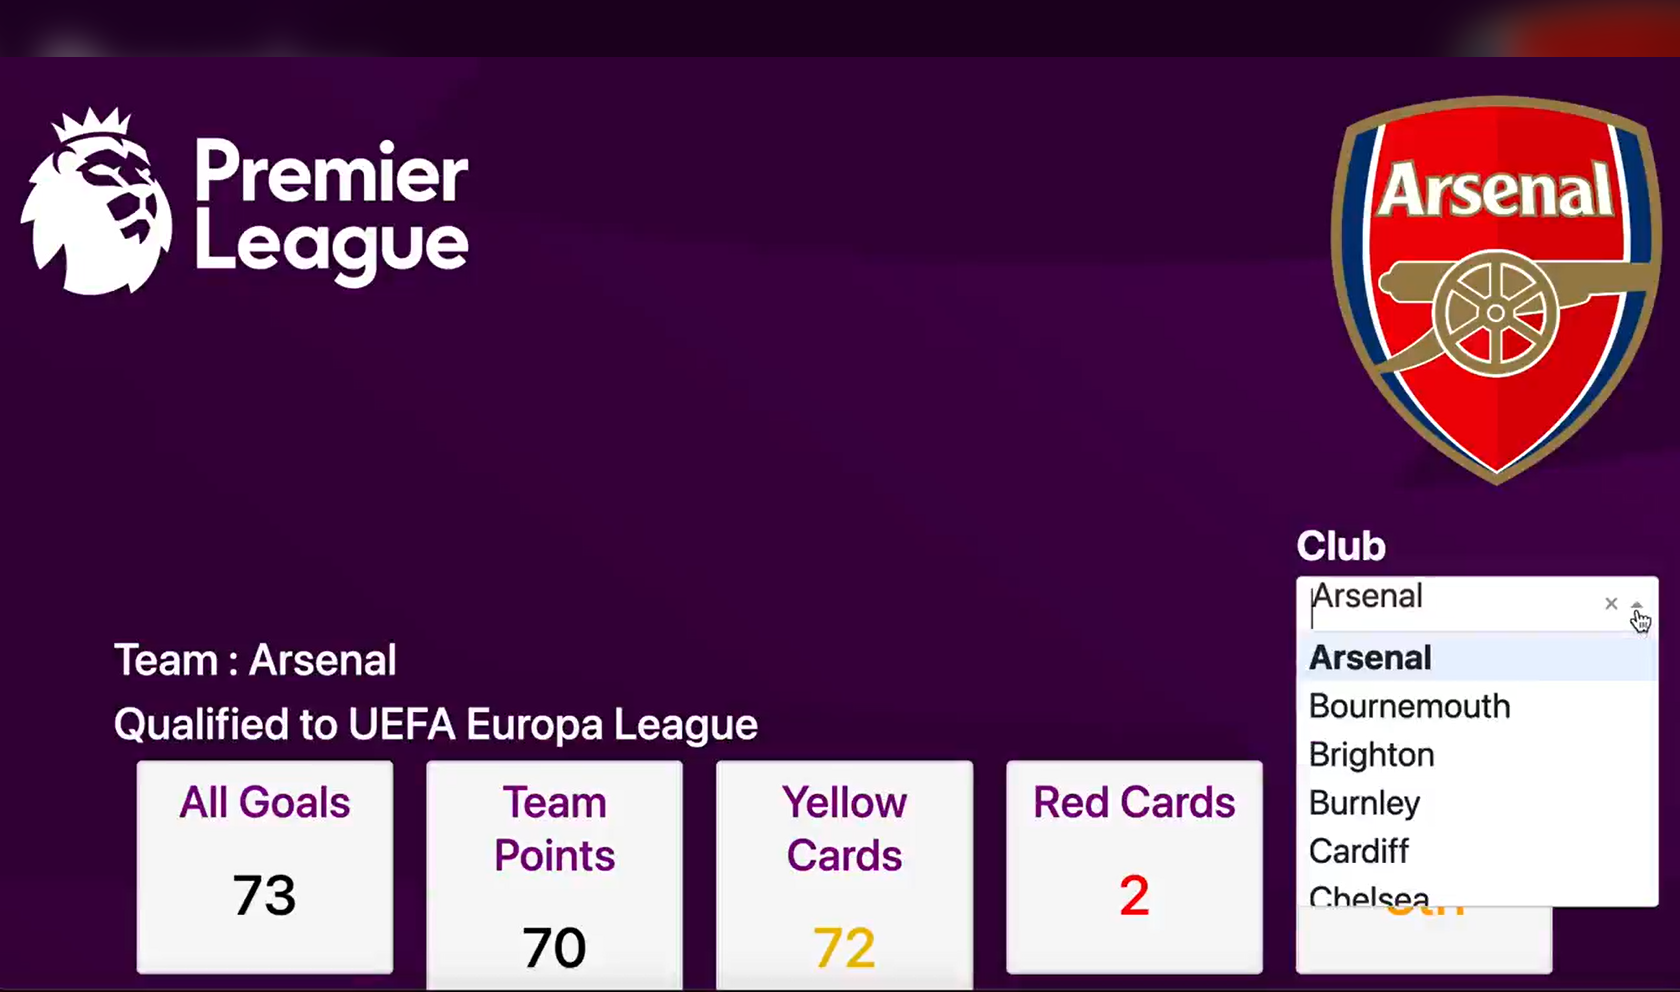 Premier
League
Arsenal
Club
Arsenal
Arsenal
Bournemouth
Brighton
Burnley
Cardiff
Chelsea
Team : Arsenal
Qualified to UEFA Europa League
All Goals
73
Team
Points
70
Yellow
Cards
72
Red Cards
2